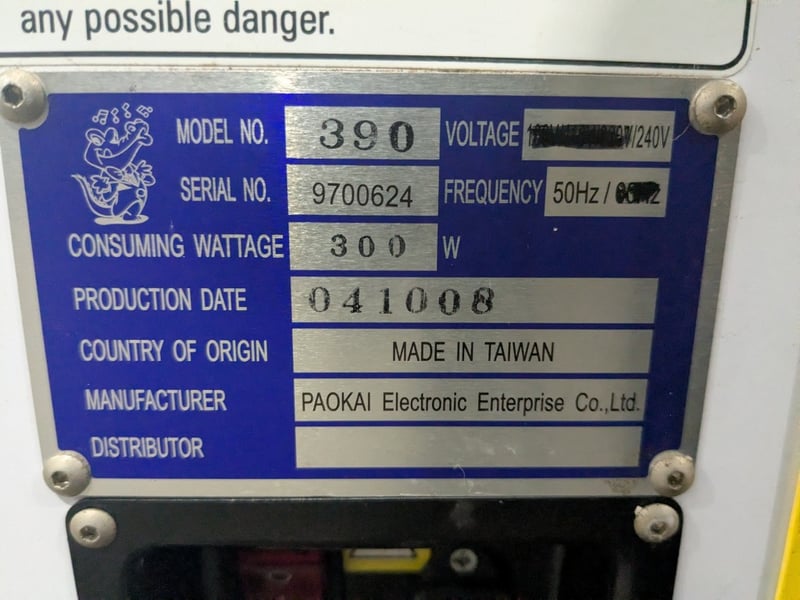 any possible danger.
MODEL NO. 390 VOLTAGE /240V
SERIAL NO. 9700624 FREQUENCY 50Hz /
CONSUMING WATTAGE 300 W
PRODUCTION DATE 041008
COUNTRY OF ORIGIN MADE IN TAIWAN
MANUFACTURER PAOKAI Electronic Enterprise Co.,Ltd.
DISTRIBUTOR